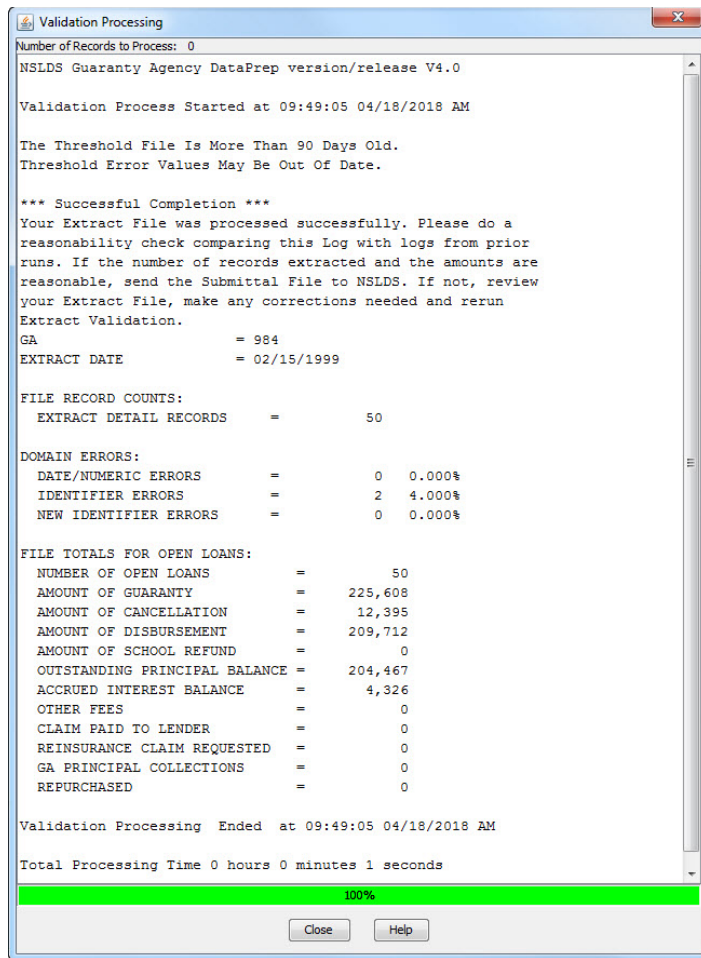 Validation Processing
Number of Records to Process: 0
NSLDS Guaranty Agency DataPrep version/release V4.0
Validation Process Started at 09:49:05 04/18/2018 AM
The Threshold File Is More Than 90 Days Old.
Threshold Error Values May Be Out Of Date.
*** Successful Completion ***
Your Extract File was processed successfully. Please do a
reasonability check comparing this Log with logs from prior
runs. If the number of records extracted and the amounts are
reasonable, send the Submittal File to NSLDS. If not, review
your Extract File, make any corrections needed and rerun
Extract Validation.
GA = 984
EXTRACT DATE = 02/15/1999
FILE RECORD COUNTS:
EXTRACT DETAIL RECORDS = 50
DOMAIN ERRORS:
DATE/NUMERIC ERRORS = 0 0.000%
IDENTIFIER ERRORS = 2 4.000%
NEW IDENTIFIER ERRORS = 0 0.000%
FILE TOTALS FOR OPEN LOANS:
NUMBER OF OPEN LOANS = 50
AMOUNT OF GUARANTY = 225,608
AMOUNT OF CANCELLATION = 12,395
AMOUNT OF DISBURSEMENT = 209,712
AMOUNT OF SCHOOL REFUND = 0
OUTSTANDING PRINCIPAL BALANCE = 204,467
ACCRUED INTEREST BALANCE = 4,326
OTHER FEES = 0
CLAIM PAID TO LENDER = 0
REINSURANCE CLAIM REQUESTED = 0
GA PRINCIPAL COLLECTIONS = 0
REPURCHASED = 0
Validation Processing Ended at 09:49:05 04/18/2018 AM
Total Processing Time 0 hours 0 minutes 1 seconds
100%
Close Help